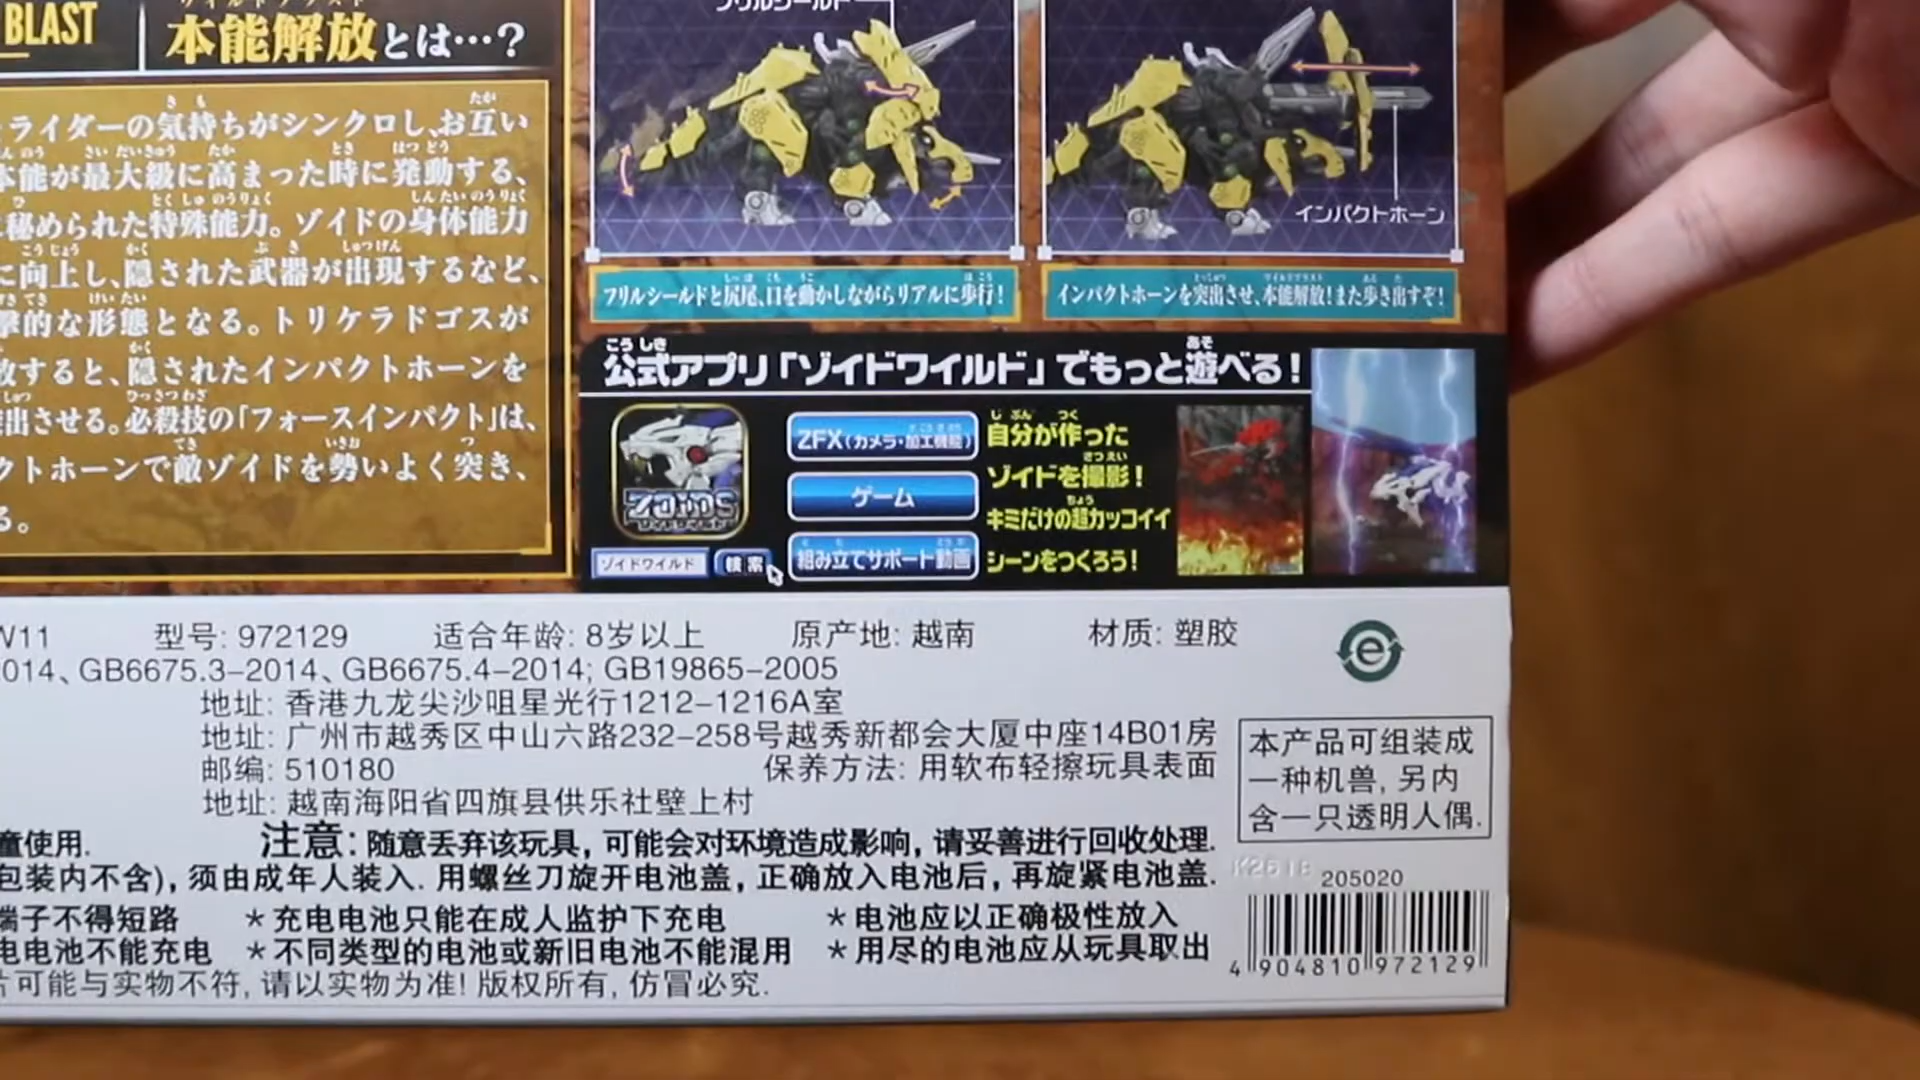 BLAST
本能解放とは…?
ライダーの気持ちがシンクロし、お互い
本能が最大級に高まった時に発動する、
秘められた特殊能力。ゾイドの身体能力
に向上し、隠された武器が出現するなど、
撃的な形態となる。トリケラドゴスが
放すると、隠されたインパクトホーンを
出させる。必殺技の「フォースインパクト」は、
クトホーンで敵ゾイドを勢いよく突き、
る。
フリルシールド
インパクトホーン
フリルシールドと尻尾、口を動かしながらリアルに歩行!
インパクトホーンを突出させ、本能解放!また歩き出すぞ!
公式アプリ「ゾイドワイルド」でもっと遊べる!
ZOIDS
ゾイドワイルド
ゾイドワイルド 検索
ZFX(カメラ・加工機能)
ゲーム
組み立てサポート動画
自分が作った
ゾイドを撮影!
キミだけの超カッコイイ
シーンをつくろう!
W11 型号: 972129 适合年龄: 8岁以上 原产地: 越南 材质: 塑胶
014、GB6675.3-2014、GB6675.4-2014; GB19865-2005
地址: 香港九龙尖沙咀星光行1212-1216A室
地址: 广州市越秀区中山六路232-258号越秀新都会大厦中座14B01房
邮编: 510180 保养方法: 用软布轻擦玩具表面
地址: 越南海阳省四旗县供乐社壁上村
童使用. 注意: 随意丢弃该玩具, 可能会对环境造成影响, 请妥善进行回收处理.
包装内不含), 须由成年人装入. 用螺丝刀旋开电池盖, 正确放入电池后, 再旋紧电池盖.
端子不得短路 *充电电池只能在成人监护下充电 *电池应以正确极性放入
电电池不能充电 *不同类型的电池或新旧电池不能混用 *用尽的电池应从玩具取出
片可能与实物不符, 请以实物为准! 版权所有, 仿冒必究.
e
本产品可组装成
一种机兽, 另内
含一只透明人偶.
205020
4 904810 972129